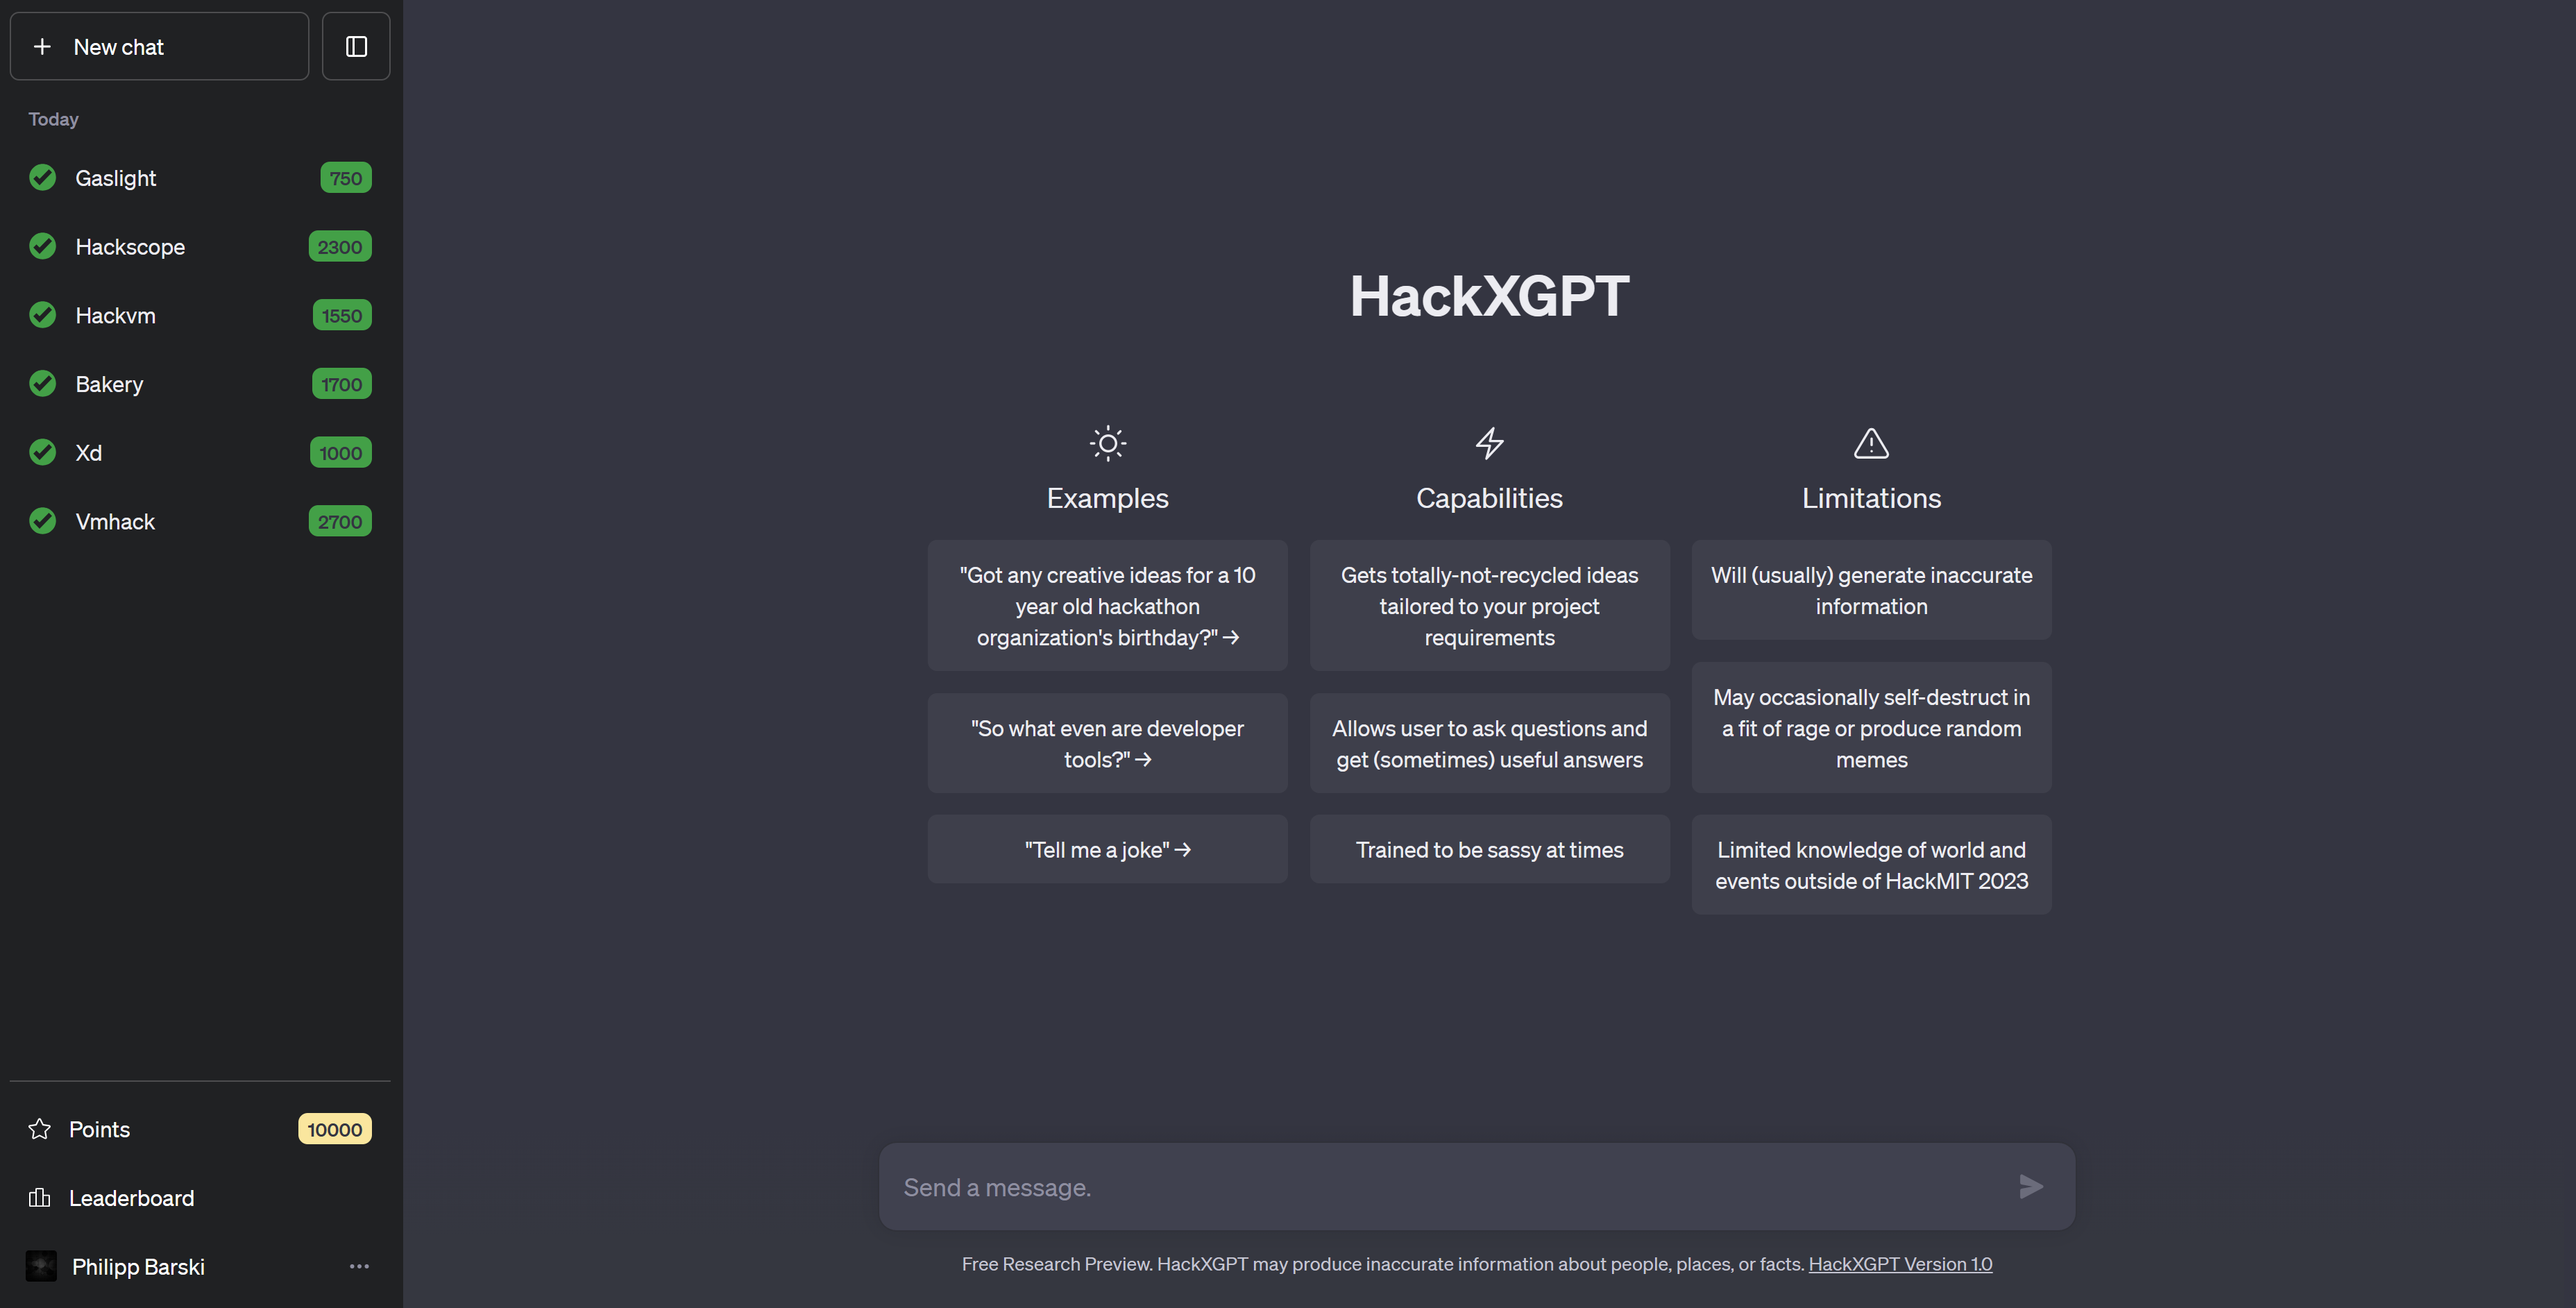 New chat
Today
Gaslight 750
Hackscope 2300
Hackvm 1550
Bakery 1700
Xd 1000
Vmhack 2700
Points 10000
Leaderboard
Philipp Barski
HackXGPT
Examples
"Got any creative ideas for a 10
year old hackathon
organization's birthday?" →
"So what even are developer
tools?" →
"Tell me a joke" →
Capabilities
Gets totally-not-recycled ideas
tailored to your project
requirements
Allows user to ask questions and
get (sometimes) useful answers
Trained to be sassy at times
Limitations
Will (usually) generate inaccurate
information
May occasionally self-destruct in
a fit of rage or produce random
memes
Limited knowledge of world and
events outside of HackMIT 2023
Send a message.
Free Research Preview. HackXGPT may produce inaccurate information about people, places, or facts. HackXGPT Version 1.0